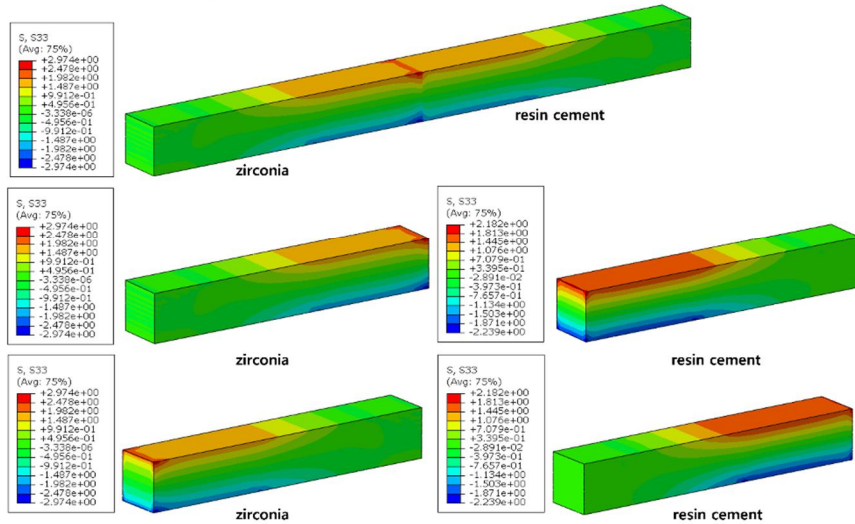 S, S33
(Avg: 75%)
+2.974e+00
+2.478e+00
+1.982e+00
+1.487e+00
+9.912e-01
+4.956e-01
-3.338e-06
-4.956e-01
-9.912e-01
-1.487e+00
-1.982e+00
-2.478e+00
-2.974e+00
resin cement
zirconia
S, S33
(Avg: 75%)
+2.974e+00
+2.478e+00
+1.982e+00
+1.487e+00
+9.912e-01
+4.956e-01
-3.338e-06
-4.956e-01
-9.912e-01
-1.487e+00
-1.982e+00
-2.478e+00
-2.974e+00
zirconia
S, S33
(Avg: 75%)
+2.182e+00
+1.813e+00
+1.445e+00
+1.076e+00
+7.079e-01
+3.395e-01
-2.891e-02
-3.973e-01
-7.657e-01
-1.134e+00
-1.503e+00
-1.871e+00
-2.239e+00
resin cement
S, S33
(Avg: 75%)
+2.974e+00
+2.478e+00
+1.982e+00
+1.487e+00
+9.912e-01
+4.956e-01
-3.338e-06
-4.956e-01
-9.912e-01
-1.487e+00
-1.982e+00
-2.478e+00
-2.974e+00
zirconia
S, S33
(Avg: 75%)
+2.182e+00
+1.813e+00
+1.445e+00
+1.076e+00
+7.079e-01
+3.395e-01
-2.891e-02
-3.973e-01
-7.657e-01
-1.134e+00
-1.503e+00
-1.871e+00
-2.239e+00
resin cement